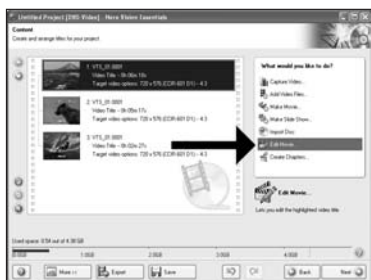 Untitled Project [DVD-Video] - Nero Vision Essentials
Content
Create and arrange titles for your project
1. VTS_01 0001
Video Title - 0h 06m 10s
Target video options: 720 x 576 (CCIR-601 D1) - 4:3
2. VTS_01 0001
Video Title - 0h 05m 17s
Target video options: 720 x 576 (CCIR-601 D1) - 4:3
3. VTS_01 0001
Video Title - 0h 02m 27s
Target video options: 720 x 576 (CCIR-601 D1) - 4:3
What would you like to do?
Capture Video...
Add Video Files...
Make Movie...
Make Slide Show...
Import Disc
Edit Movie...
Create Chapters...
Edit Movie...
Lets you edit the highlighted video title
Used space: 0.54 out of 4.38 GB
0.0GB
1.0GB
2.0GB
3.0GB
4.0GB
More >>
Export
Save
Back
Next